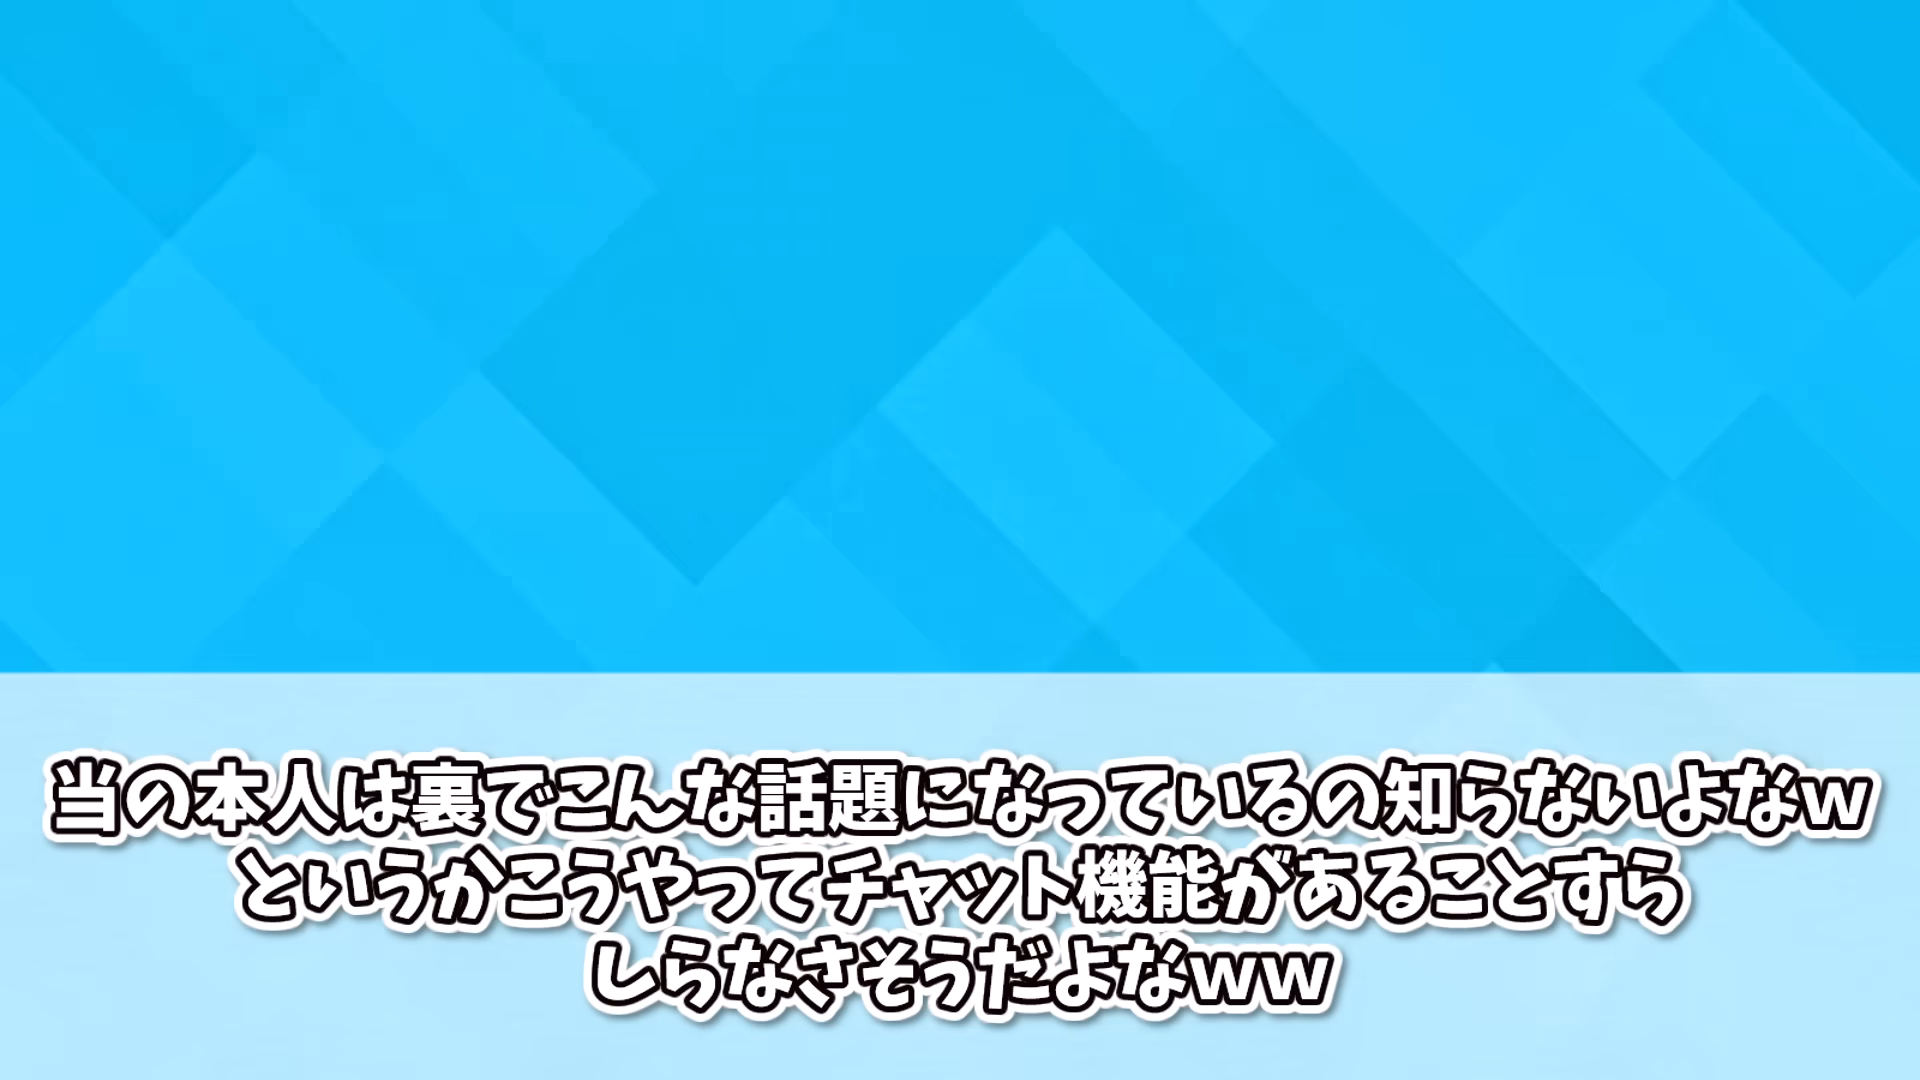 当の本人は裏でこんな話題になっているの知らないよなw
というかこうやってチャット機能があることすら
しらなさそうだよなww